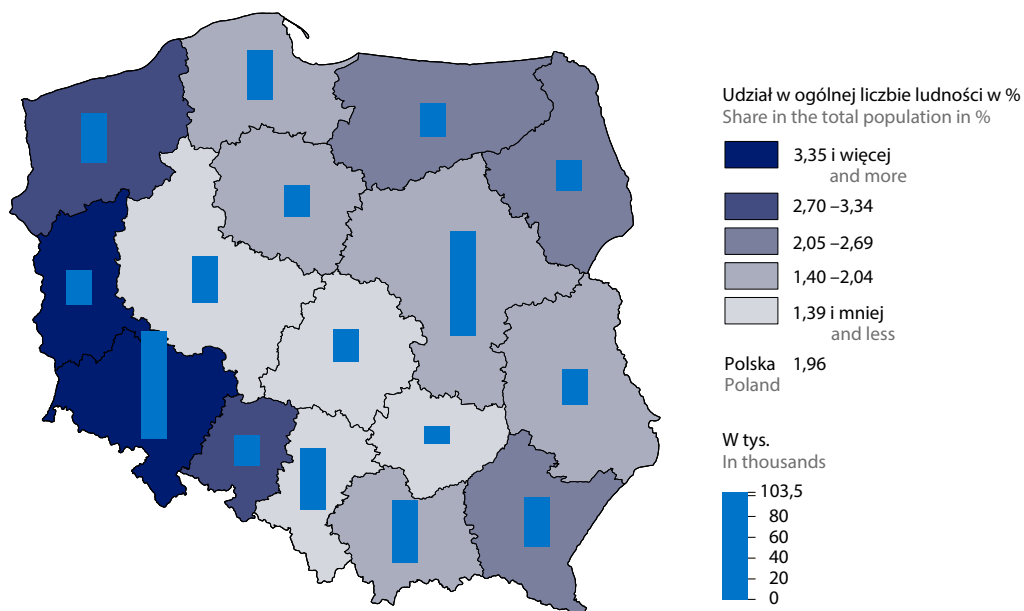 Udział w ogólnej liczbie ludności w %
Share in the total population in %
3,35 i więcej
and more
2,70 –3,34
2,05 –2,69
1,40 –2,04
1,39 i mniej
and less
Polska 1,96
Poland
W tys.
In thousands
103,5
80
60
40
20
0